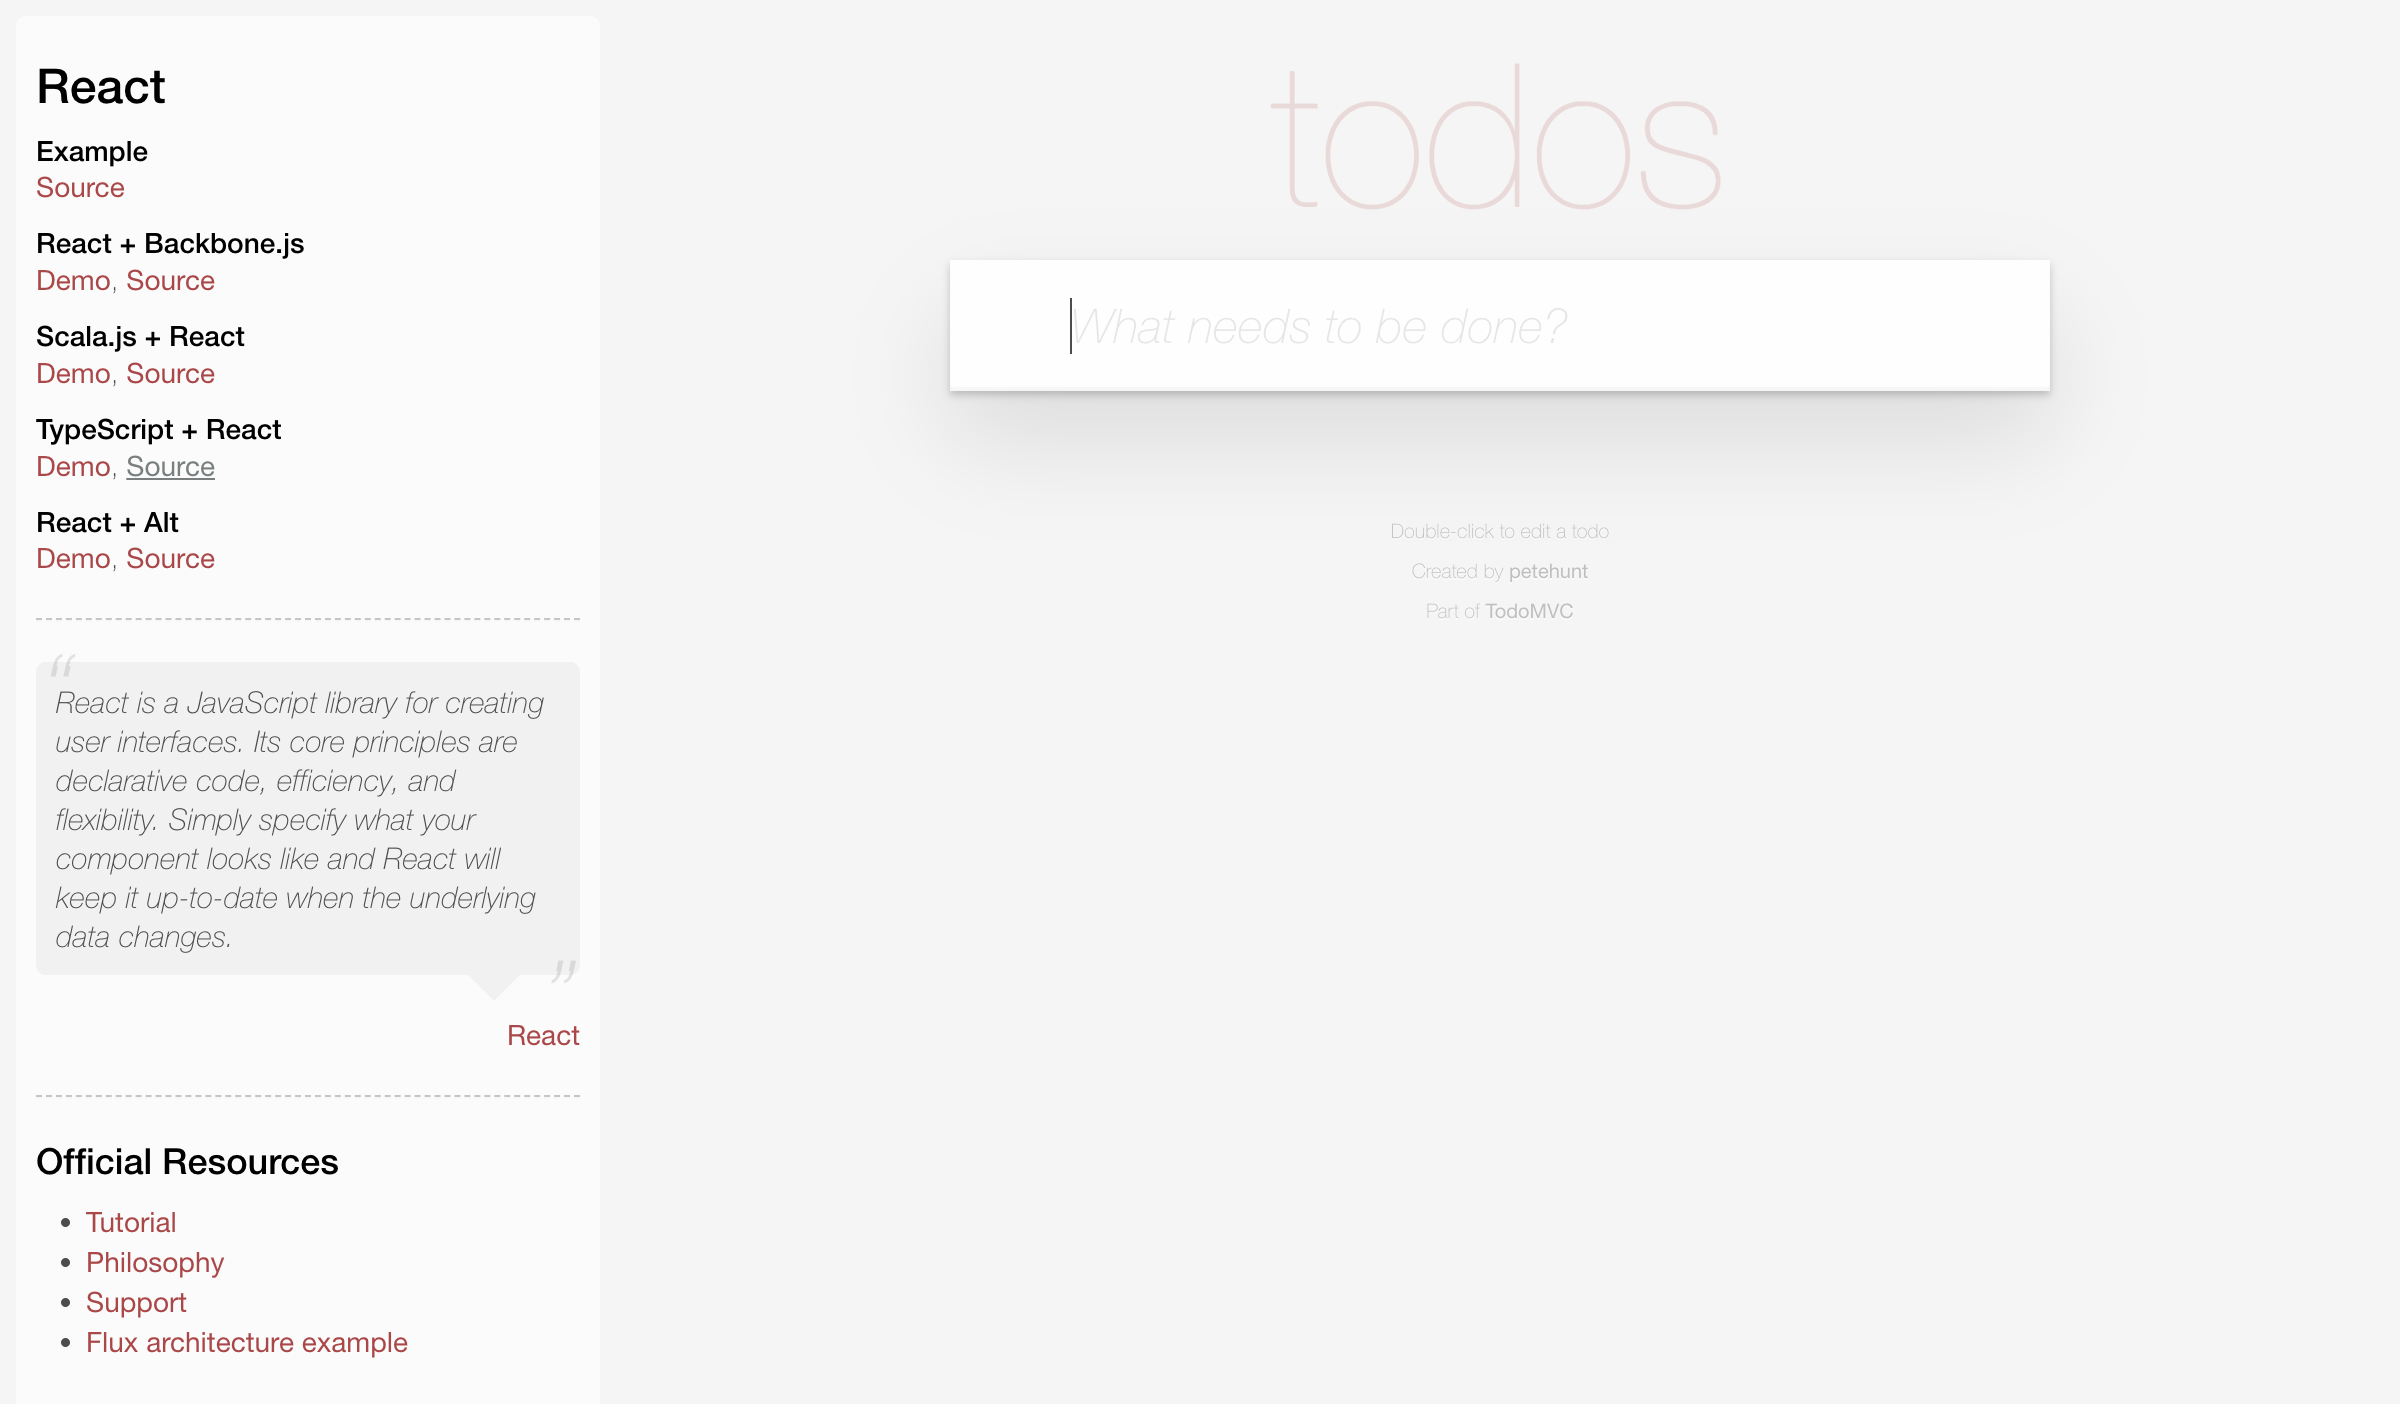 React
Example
Source
React + Backbone.js
Demo, Source
Scala.js + React
Demo, Source
TypeScript + React
Demo, Source
React + Alt
Demo, Source
“
React is a JavaScript library for creating
user interfaces. Its core principles are
declarative code, efficiency, and
flexibility. Simply specify what your
component looks like and React will
keep it up-to-date when the underlying
data changes.
”
React
Official Resources
• Tutorial
• Philosophy
• Support
• Flux architecture example
todos
What needs to be done?
Double-click to edit a todo
Created by petehunt
Part of TodoMVC